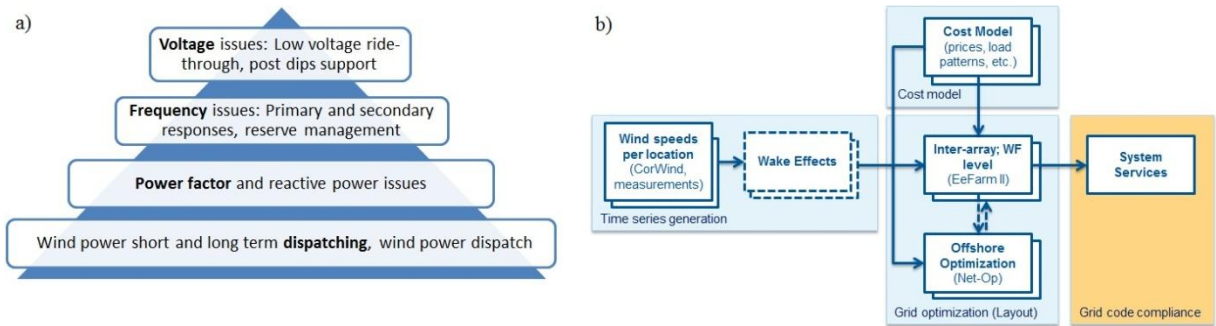 a)
Voltage issues: Low voltage ride-
through, post dips support
Frequency issues: Primary and secondary
responses, reserve management
Power factor and reactive power issues
Wind power short and long term dispatching, wind power dispatch
b)
Cost Model
(prices, load
patterns, etc.)
Cost model
Wind speeds
per location
(CorWind,
measurements)
Wake Effects
Time series generation
Inter-array; WF
level
(EeFarm II)
Offshore
Optimization
(Net-Op)
Grid optimization (Layout)
System
Services
Grid code compliance